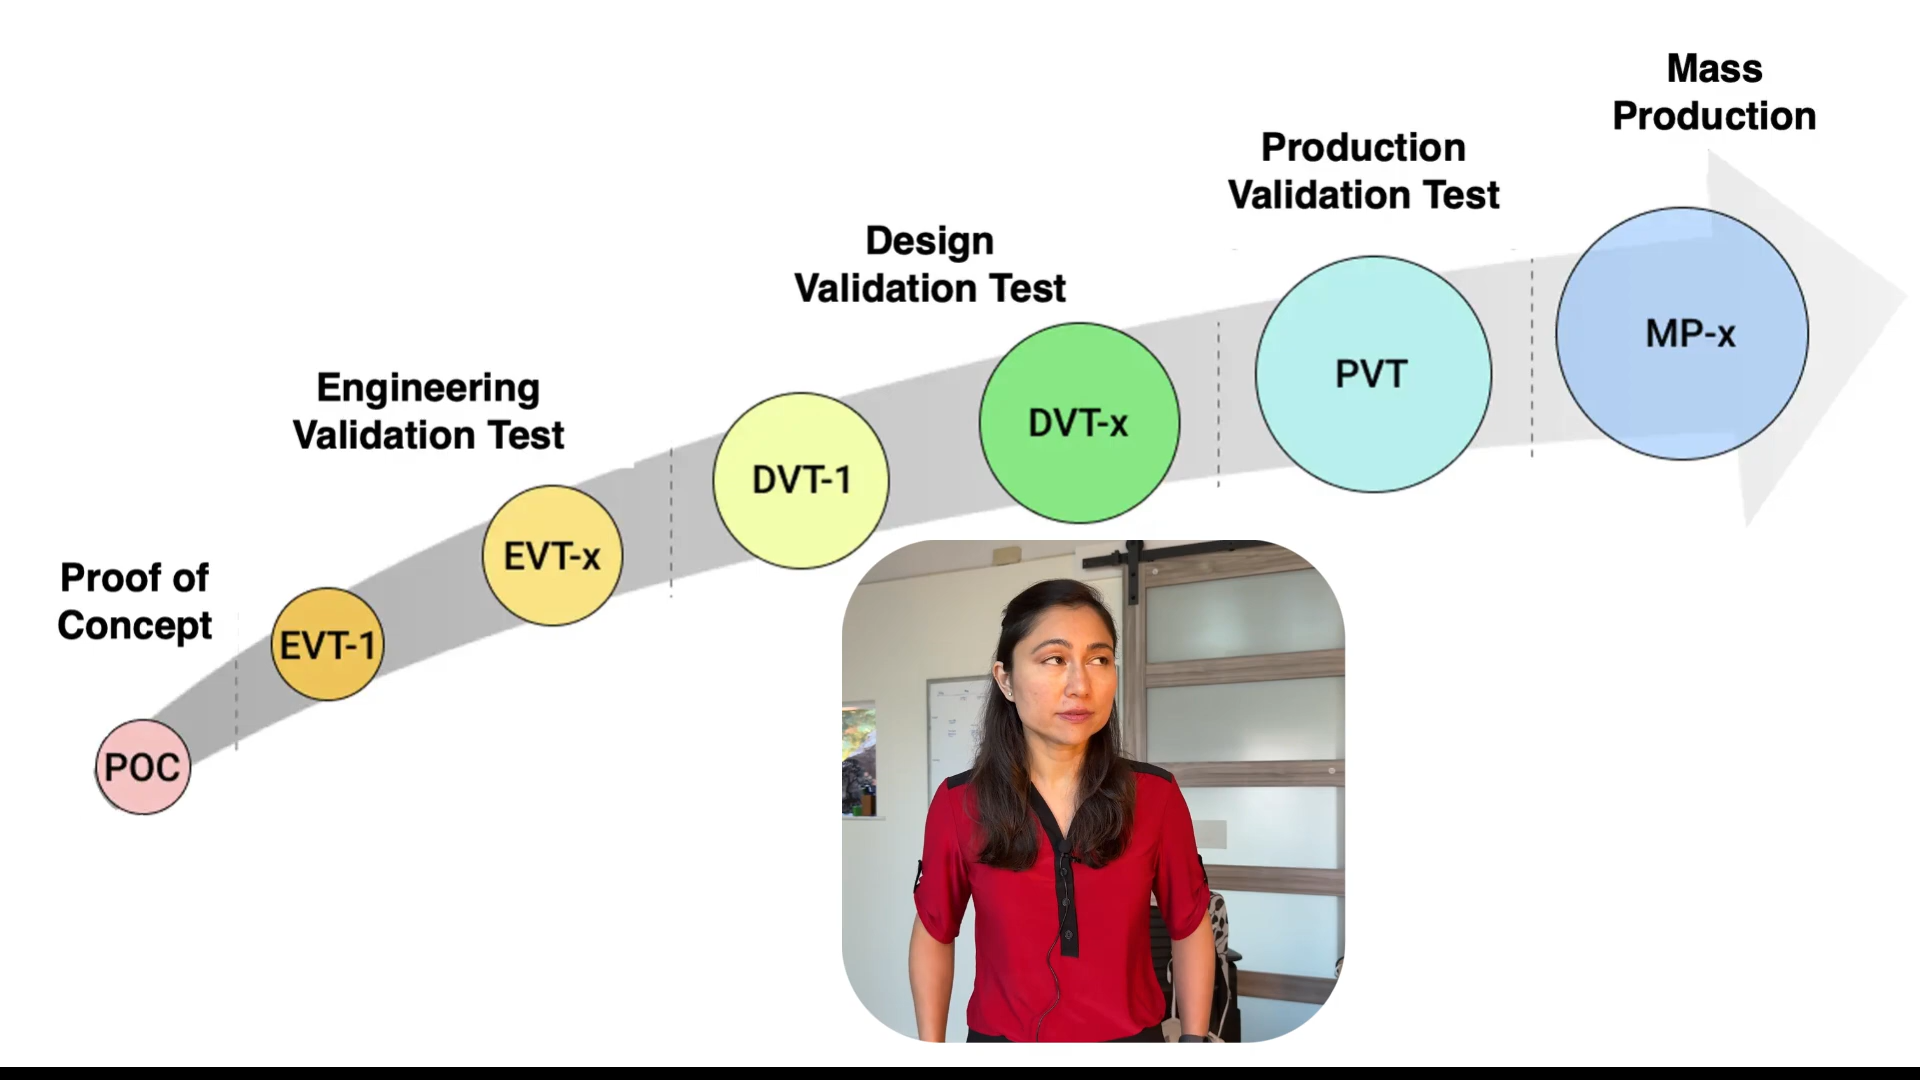 Proof of
Concept
POC
Engineering
Validation Test
EVT-1
EVT-x
Design
Validation Test
DVT-1
DVT-x
Production
Validation Test
PVT
Mass
Production
MP-x